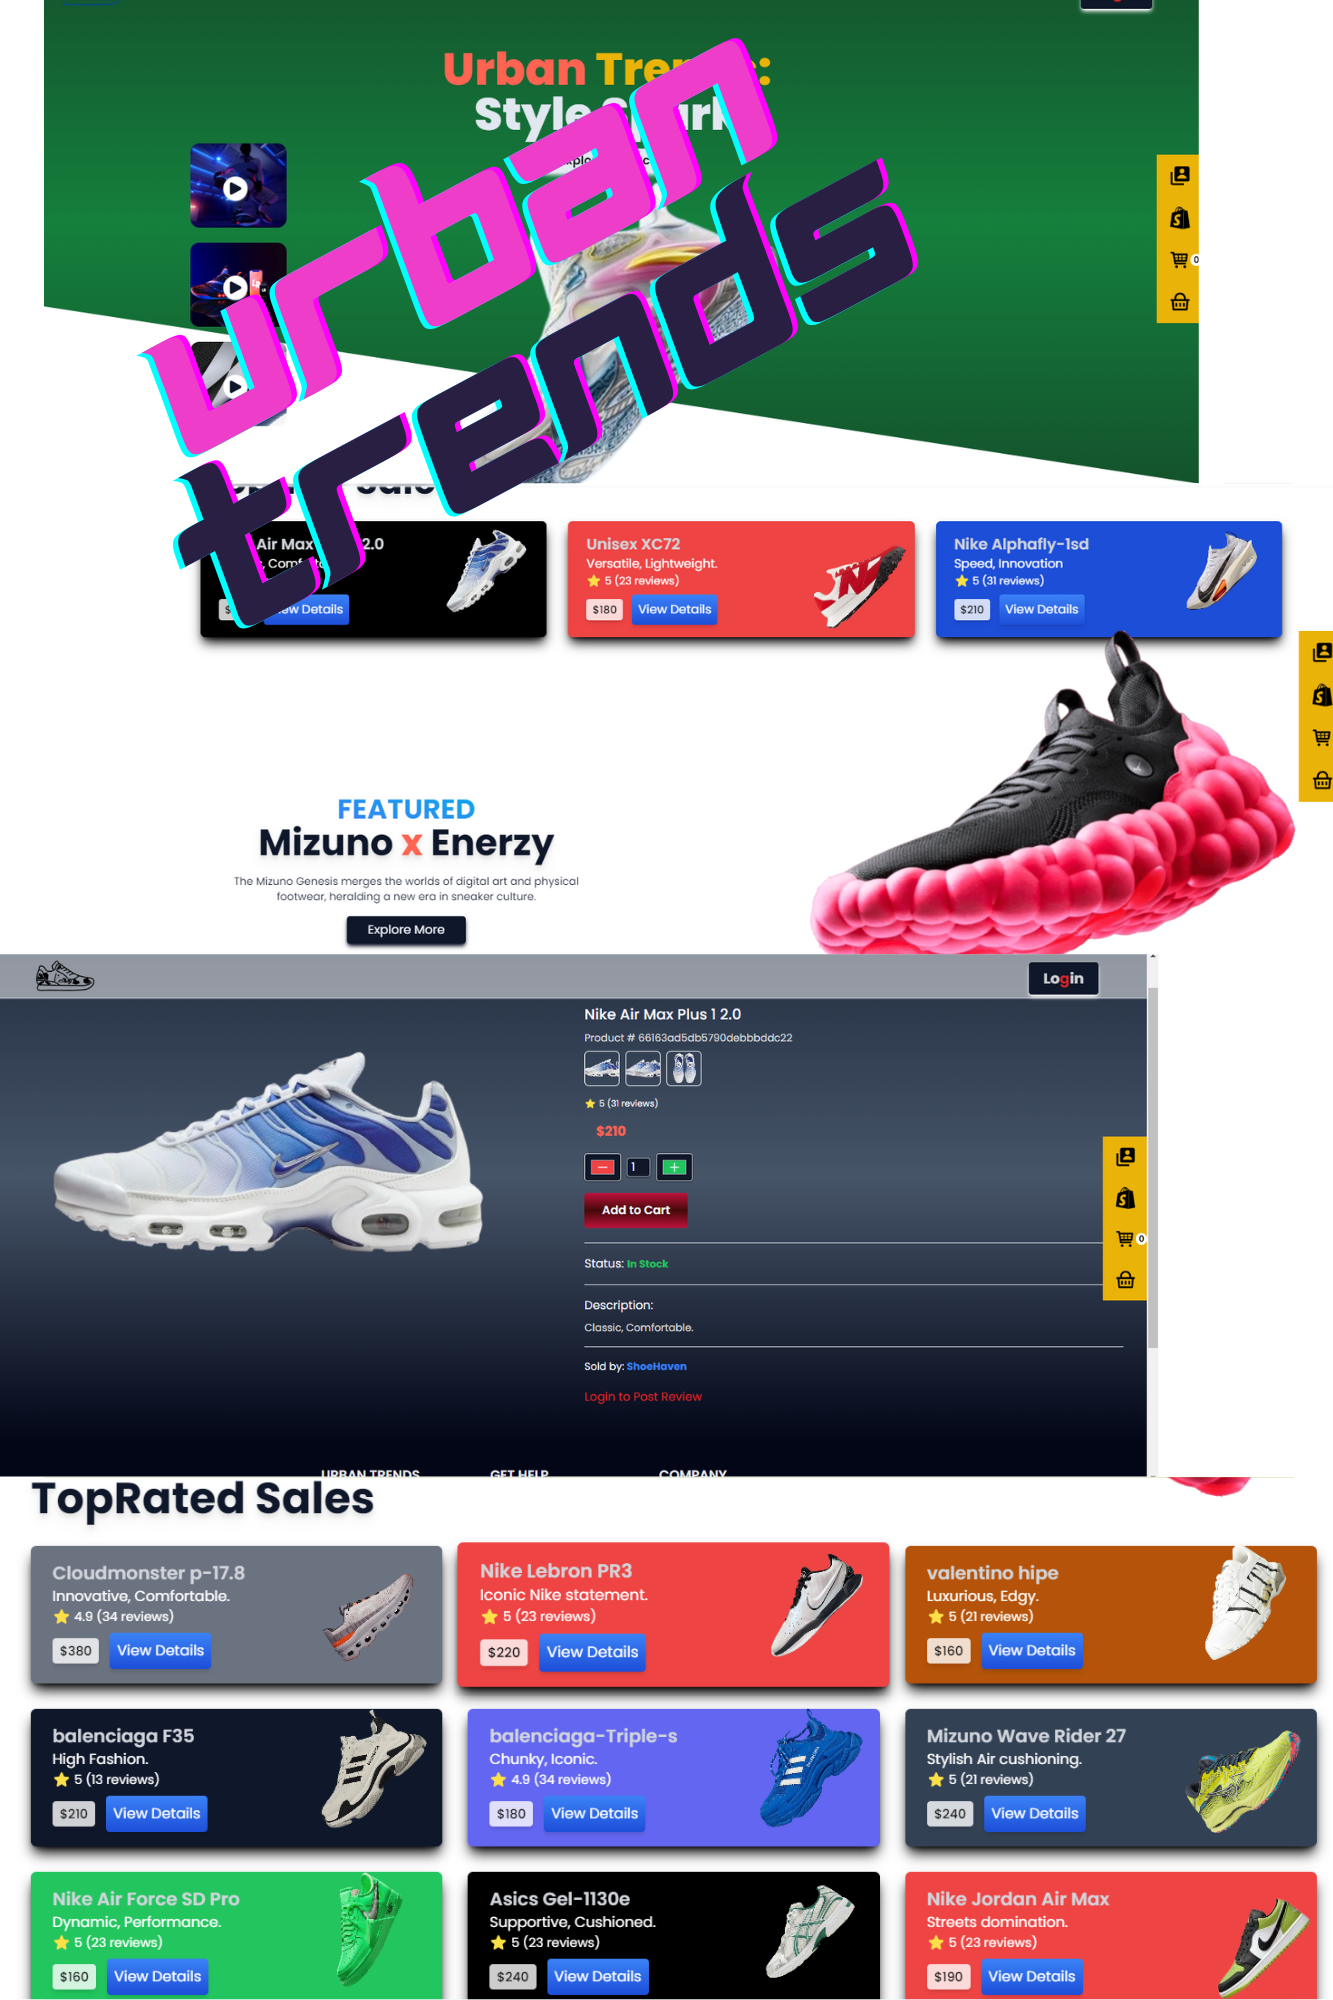 Urban
Style
urban
trends
0
Air Max 2.0
View Details
Unisex XC72
Versatile, Lightweight.
5 (23 reviews)
$180
View Details
Nike Alphafly-1sd
Speed, Innovation
5 (31 reviews)
$210
View Details
FEATURED
Mizuno x Enerzy
The Mizuno Genesis merges the worlds of digital art and physical
footwear, heralding a new era in sneaker culture.
Explore More
Login
Nike Air Max Plus 1 2.0
Product # 66163ad5db5790debbbddc22
5 (31 reviews)
$210
1
Add to Cart
0
Status: In Stock
Description:
Classic, Comfortable.
Sold by: ShoeHaven
Login to Post Review
URBAN TRENDS
GET HELP
COMPANY
TopRated Sales
Cloudmonster p-17.8
Innovative, Comfortable.
4.9 (34 reviews)
$380
View Details
Nike Lebron PR3
Iconic Nike statement.
5 (23 reviews)
$220
View Details
valentino hipe
Luxurious, Edgy.
5 (21 reviews)
$160
View Details
balenciaga F35
High Fashion.
5 (13 reviews)
$210
View Details
balenciaga-Triple-s
Chunky, Iconic.
4.9 (34 reviews)
$180
View Details
Mizuno Wave Rider 27
Stylish Air cushioning.
5 (21 reviews)
$240
View Details
Nike Air Force SD Pro
Dynamic, Performance.
5 (23 reviews)
$160
View Details
Asics Gel-1130e
Supportive, Cushioned.
5 (23 reviews)
$240
View Details
Nike Jordan Air Max
Streets domination.
5 (23 reviews)
$190
View Details